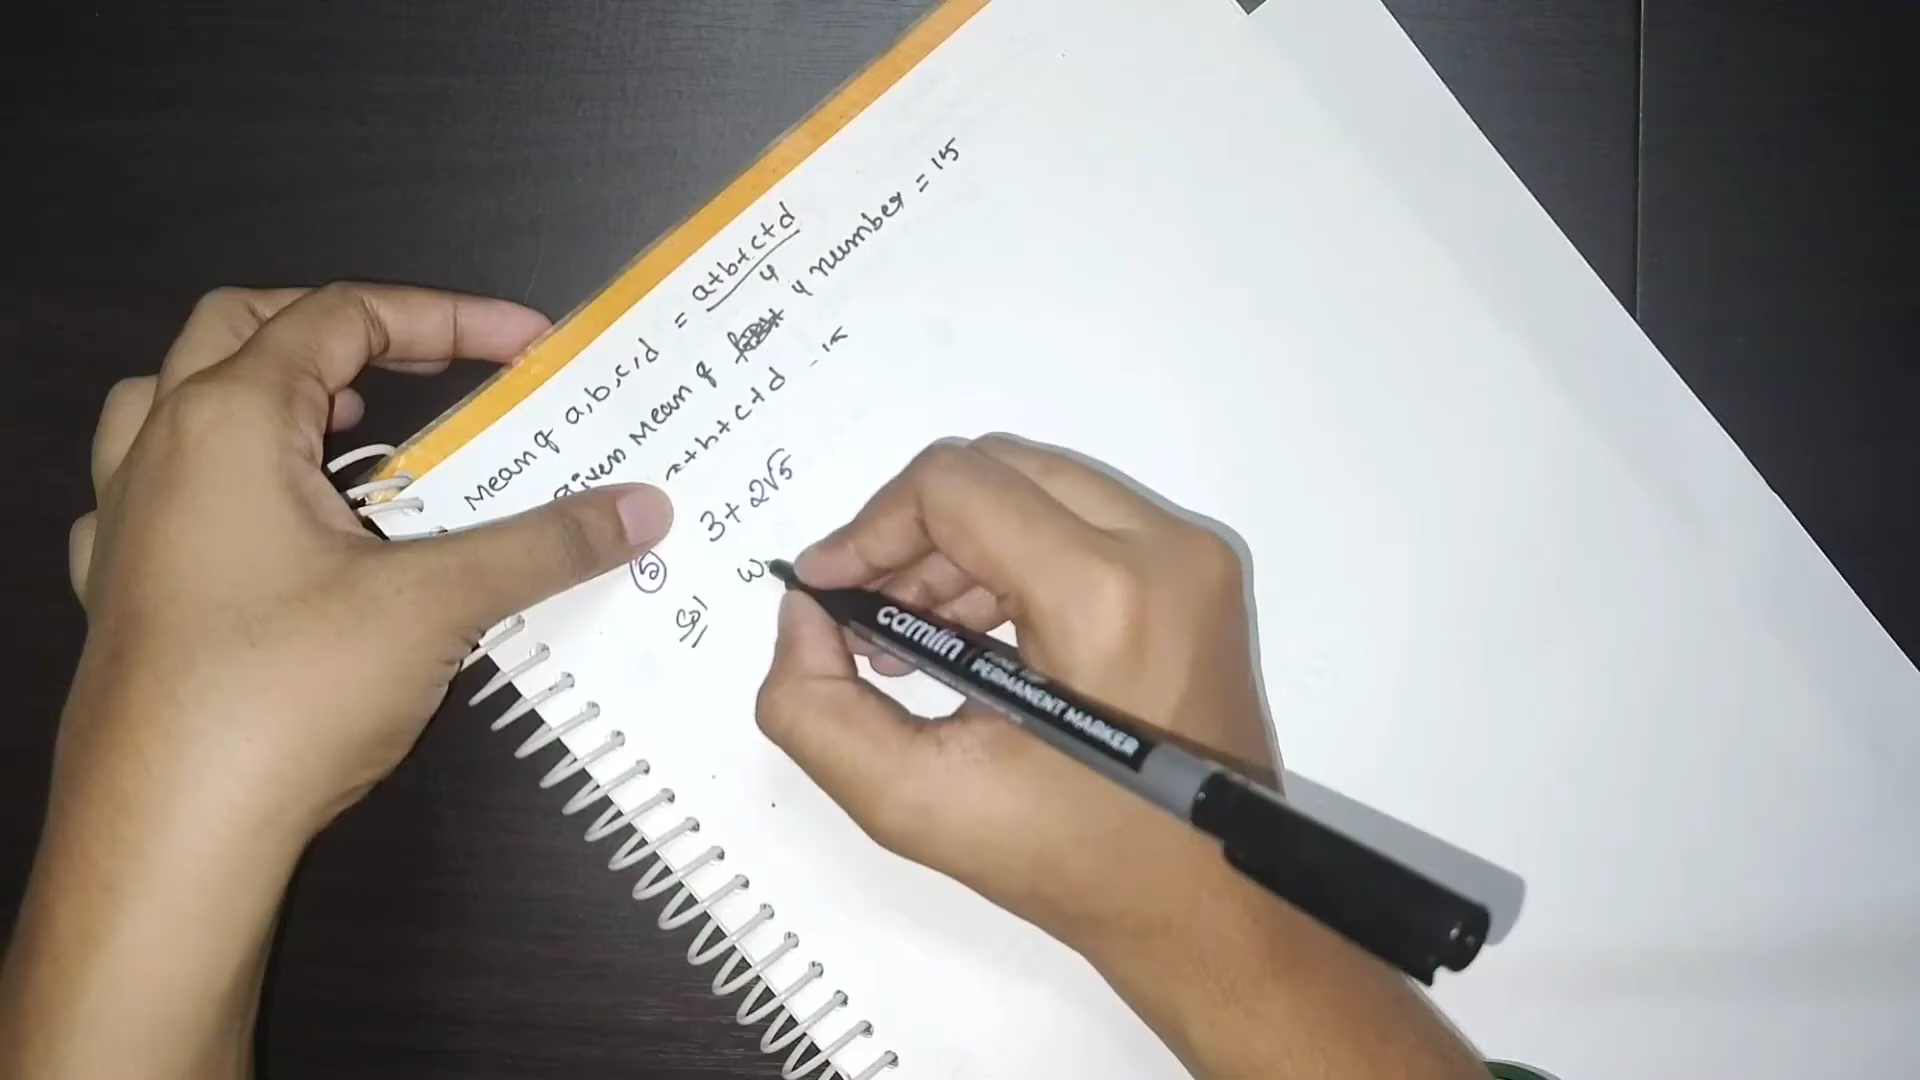 Mean of a,b,c,d = a+b+c+d
4
given Mean of 4 number = 15
a+b+c+d = 15
5 3+2√5
Sol W
camlin
PERMANENT MARKER